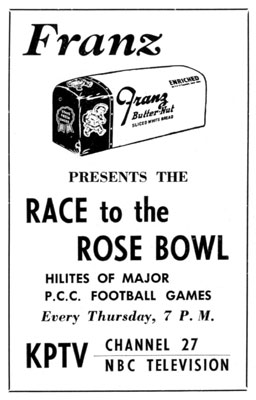 Franz
ENRICHED
Franz
Butter-Nut
SLICED WHITE BREAD
PRESENTS THE
RACE to the
ROSE BOWL
HILITES OF MAJOR
P.C.C. FOOTBALL GAMES
Every Thursday, 7 P. M.
KPTV
CHANNEL 27
NBC TELEVISION